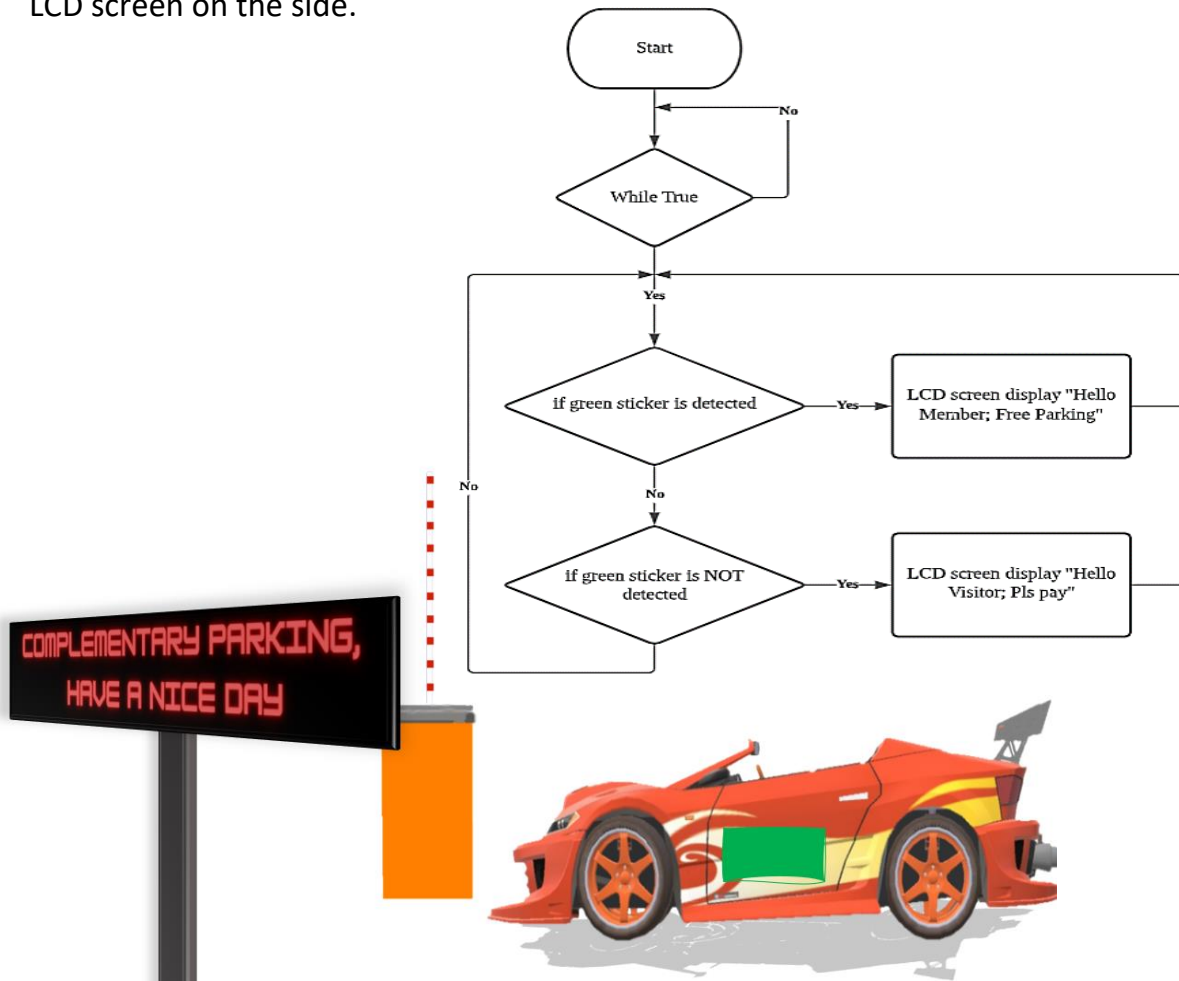 LCD screen on the side.
Start
No
While True
Yes
if green sticker is detected
Yes
LCD screen display "Hello
Member; Free Parking"
No
No
if green sticker is NOT
detected
Yes
LCD screen display "Hello
Visitor; Pls pay"
COMPLEMENTARY PARKING,
HAVE A NICE DAY